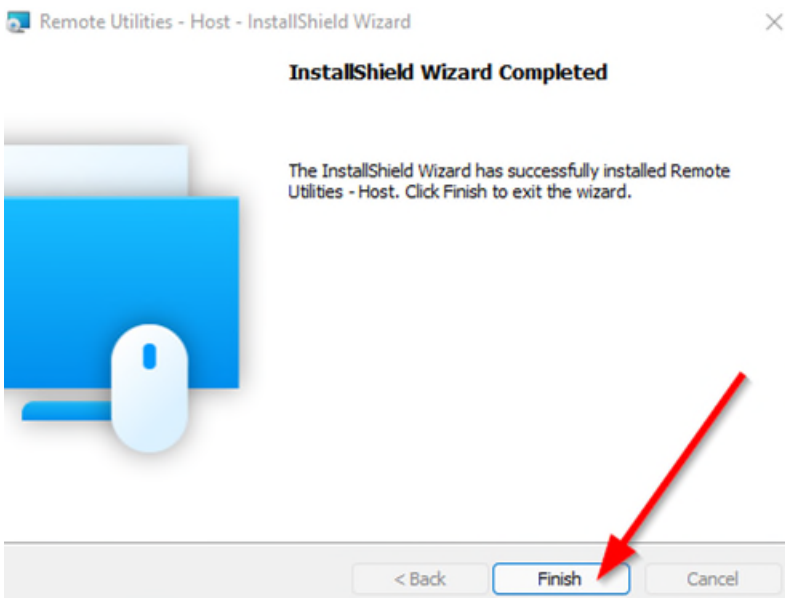 Remote Utilities - Host - InstallShield Wizard
InstallShield Wizard Completed
The InstallShield Wizard has successfully installed Remote
Utilities - Host. Click Finish to exit the wizard.
< Back Finish Cancel